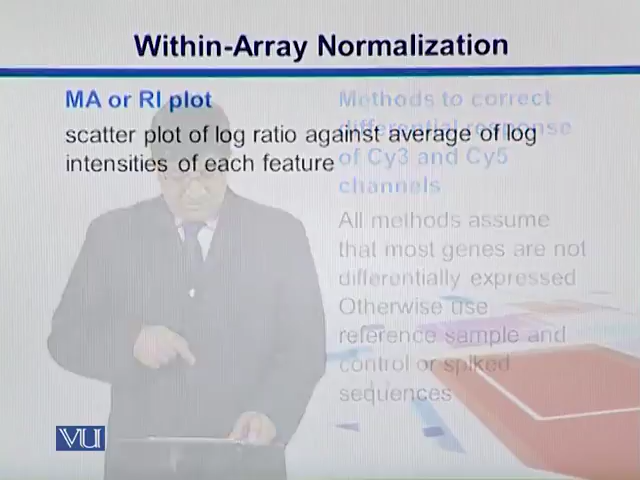 Within-Array Normalization
MA or RI plot
scatter plot of log ratio against average of log
intensities of each feature
Methods to correct
differential response
of Cy3 and Cy5
channels
All methods assume
that most genes are not
differentially expressed
Otherwise use
reference sample and
control or spiked
sequences
VU